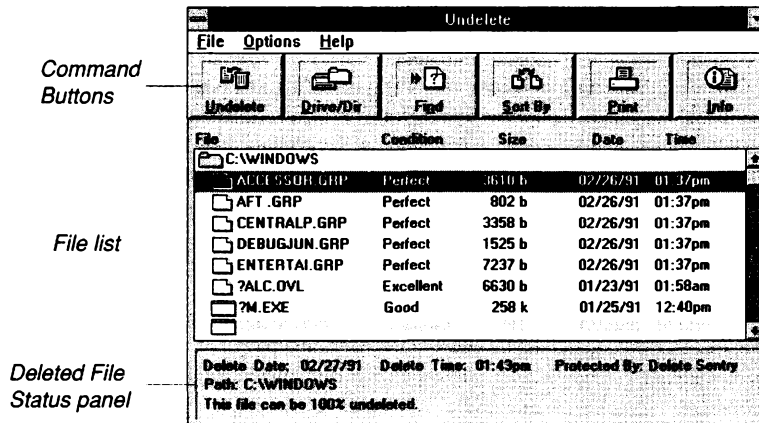 Undelete
File Options Help
Command Buttons
Undelete Drive/Dir Find Sort By Print Info
File Condition Size Date Time
C:\WINDOWS
ACCESSOR.GRP Perfect 3610 b 02/26/91 01:37pm
AFT .GRP Perfect 802 b 02/26/91 01:37pm
CENTRALP.GRP Perfect 3358 b 02/26/91 01:37pm
DEBUGJUN.GRP Perfect 1525 b 02/26/91 01:37pm
ENTERTAI.GRP Perfect 7237 b 02/26/91 01:37pm
?ALC.OVL Excellent 6630 b 01/23/91 01:58am
?M.EXE Good 258 k 01/25/91 12:40pm
File list
Delete Date: 02/27/91 Delete Time: 01:43pm Protected By: Delete Sentry
Path: C:\WINDOWS
This file can be 100% undeleted.
Deleted File
Status panel